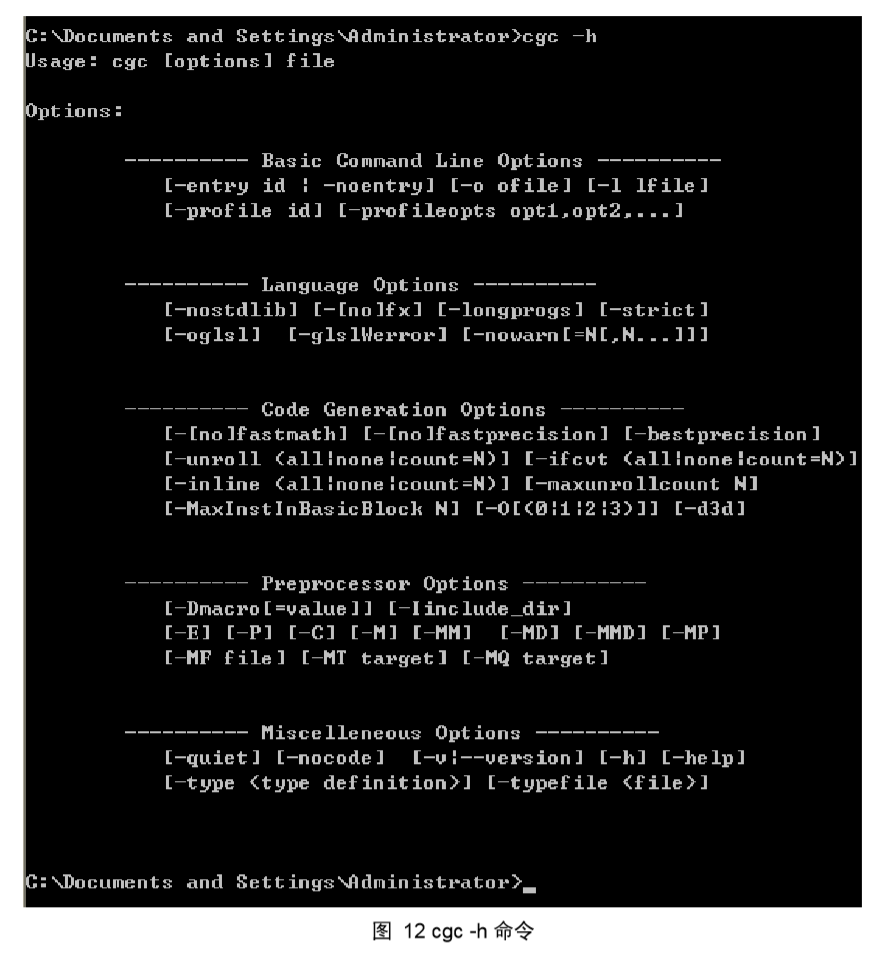 C:\Documents and Settings\Administrator>cgc -h
Usage: cgc [options] file
Options:
---------- Basic Command Line Options ----------
[-entry id | -noentry] [-o ofile] [-l lfile]
[-profile id] [-profileopts opt1,opt2,....]
---------- Language Options ----------
[-nostdlib] [-[no]fx] [-longprogs] [-strict]
[-oglsl] [-glslWerror] [-nowarn[=N[,N...]]]
---------- Code Generation Options ----------
[-[no]fastmath] [-[no]fastprecision] [-bestprecision]
[-unroll (all|none|count=N)] [-ifcvt (all|none|count=N)]
[-inline (all|none|count=N)] [-maxunrollcount N]
[-MaxInstInBasicBlock N] [-O[(0|1|2|3)]] [-d3d]
---------- Preprocessor Options ----------
[-Dmacro[=value]] [-Iinclude_dir]
[-E] [-P] [-C] [-M] [-MM] [-MD] [-MMD] [-MP]
[-MF file] [-MT target] [-MQ target]
---------- Miscelleneous Options ----------
[-quiet] [-nocode] [-v|--version] [-h] [-help]
[-type <type definition>] [-typefile <file>]
C:\Documents and Settings\Administrator>_
图 12 cgc -h 命令